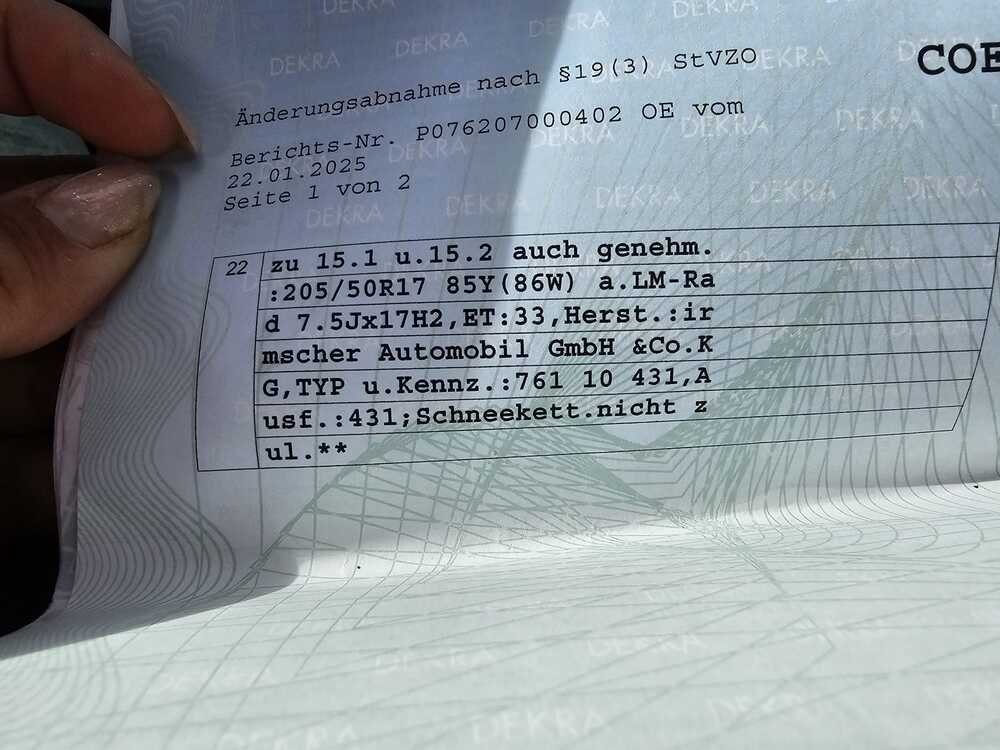 COE
Änderungsabnahme nach §19(3) StVZO
Berichts-Nr. P076207000402 OE vom
22.01.2025
Seite 1 von 2
22 zu 15.1 u.15.2 auch genehm.
:205/50R17 85Y(86W) a.LM-Ra
d 7.5Jx17H2,ET:33,Herst.:ir
mscher Automobil GmbH &Co.K
G,TYP u.Kennz.:761 10 431,A
usf.:431;Schneekett.nicht z
ul.**
DEKRA